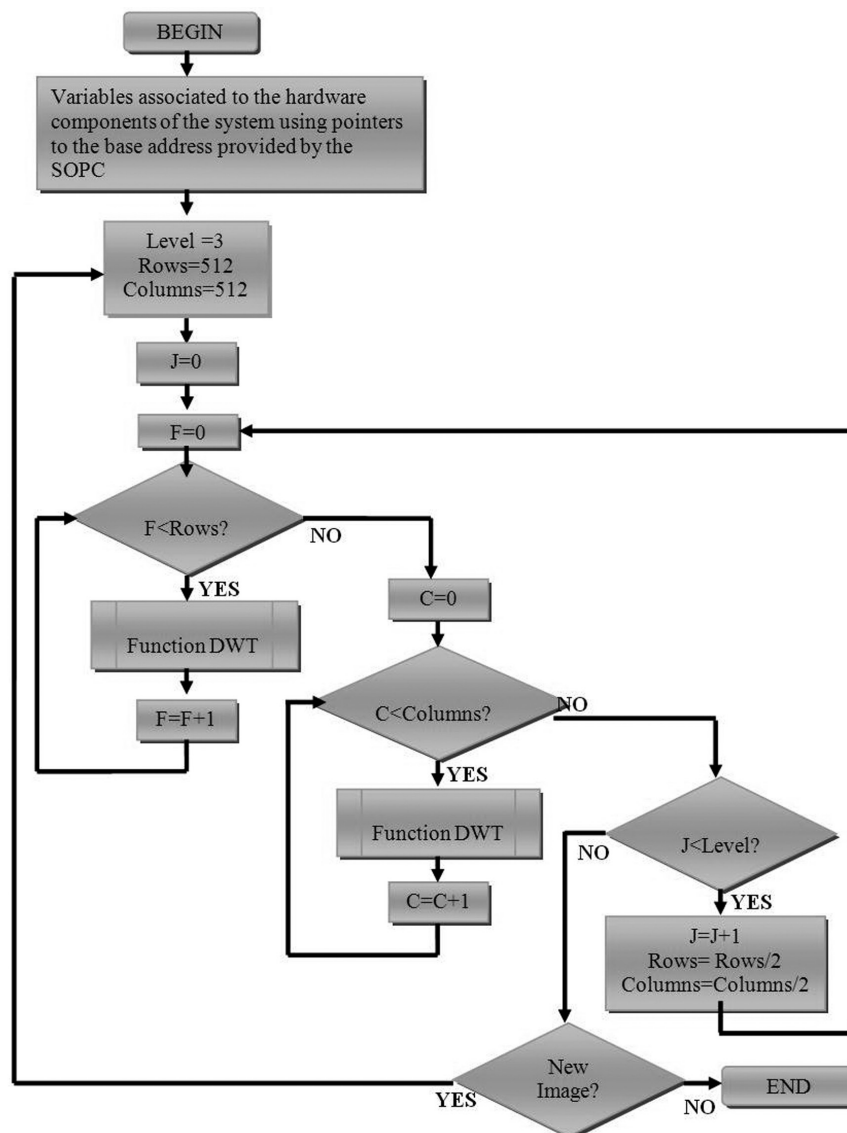 BEGIN
Variables associated to the hardware
components of the system using pointers
to the base address provided by the
SOPC
Level =3
Rows=512
Columns=512
J=0
F=0
F<Rows?
NO
YES
Function DWT
F=F+1
C=0
C<Columns?
NO
YES
Function DWT
C=C+1
J<Level?
NO
YES
J=J+1
Rows= Rows/2
Columns=Columns/2
New
Image?
YES
NO
END